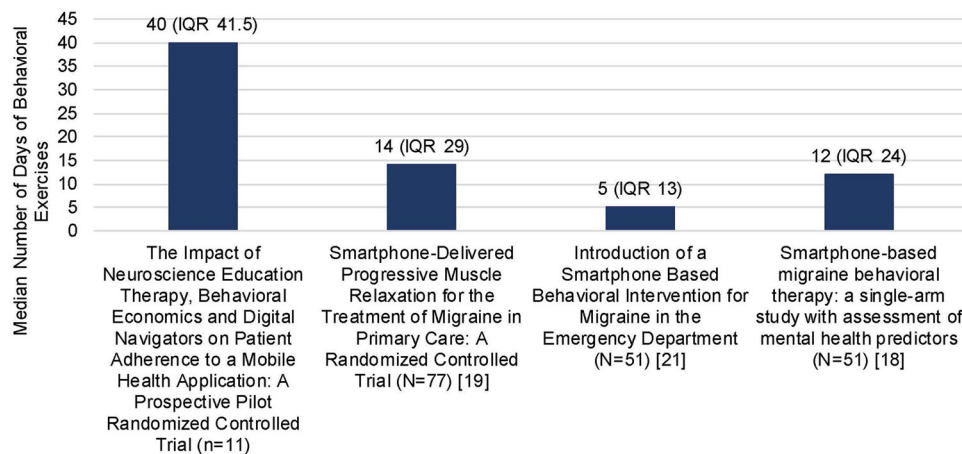 Median Number of Days of Behavioral
Exercises
45
40
35
30
25
20
15
10
5
0
40 (IQR 41.5)
14 (IQR 29)
5 (IQR 13)
12 (IQR 24)
The Impact of
Neuroscience Education
Therapy, Behavioral
Economics and Digital
Navigators on Patient
Adherence to a Mobile
Health Application: A
Prospective Pilot
Randomized Controlled
Trial (n=11)
Smartphone-Delivered
Progressive Muscle
Relaxation for the
Treatment of Migraine in
Primary Care: A
Randomized Controlled
Trial (N=77) [19]
Introduction of a
Smartphone Based
Behavioral Intervention for
Migraine in the
Emergency Department
(N=51) [21]
Smartphone-based
migraine behavioral
therapy: a single-arm
study with assessment of
mental health predictors
(N=51) [18]